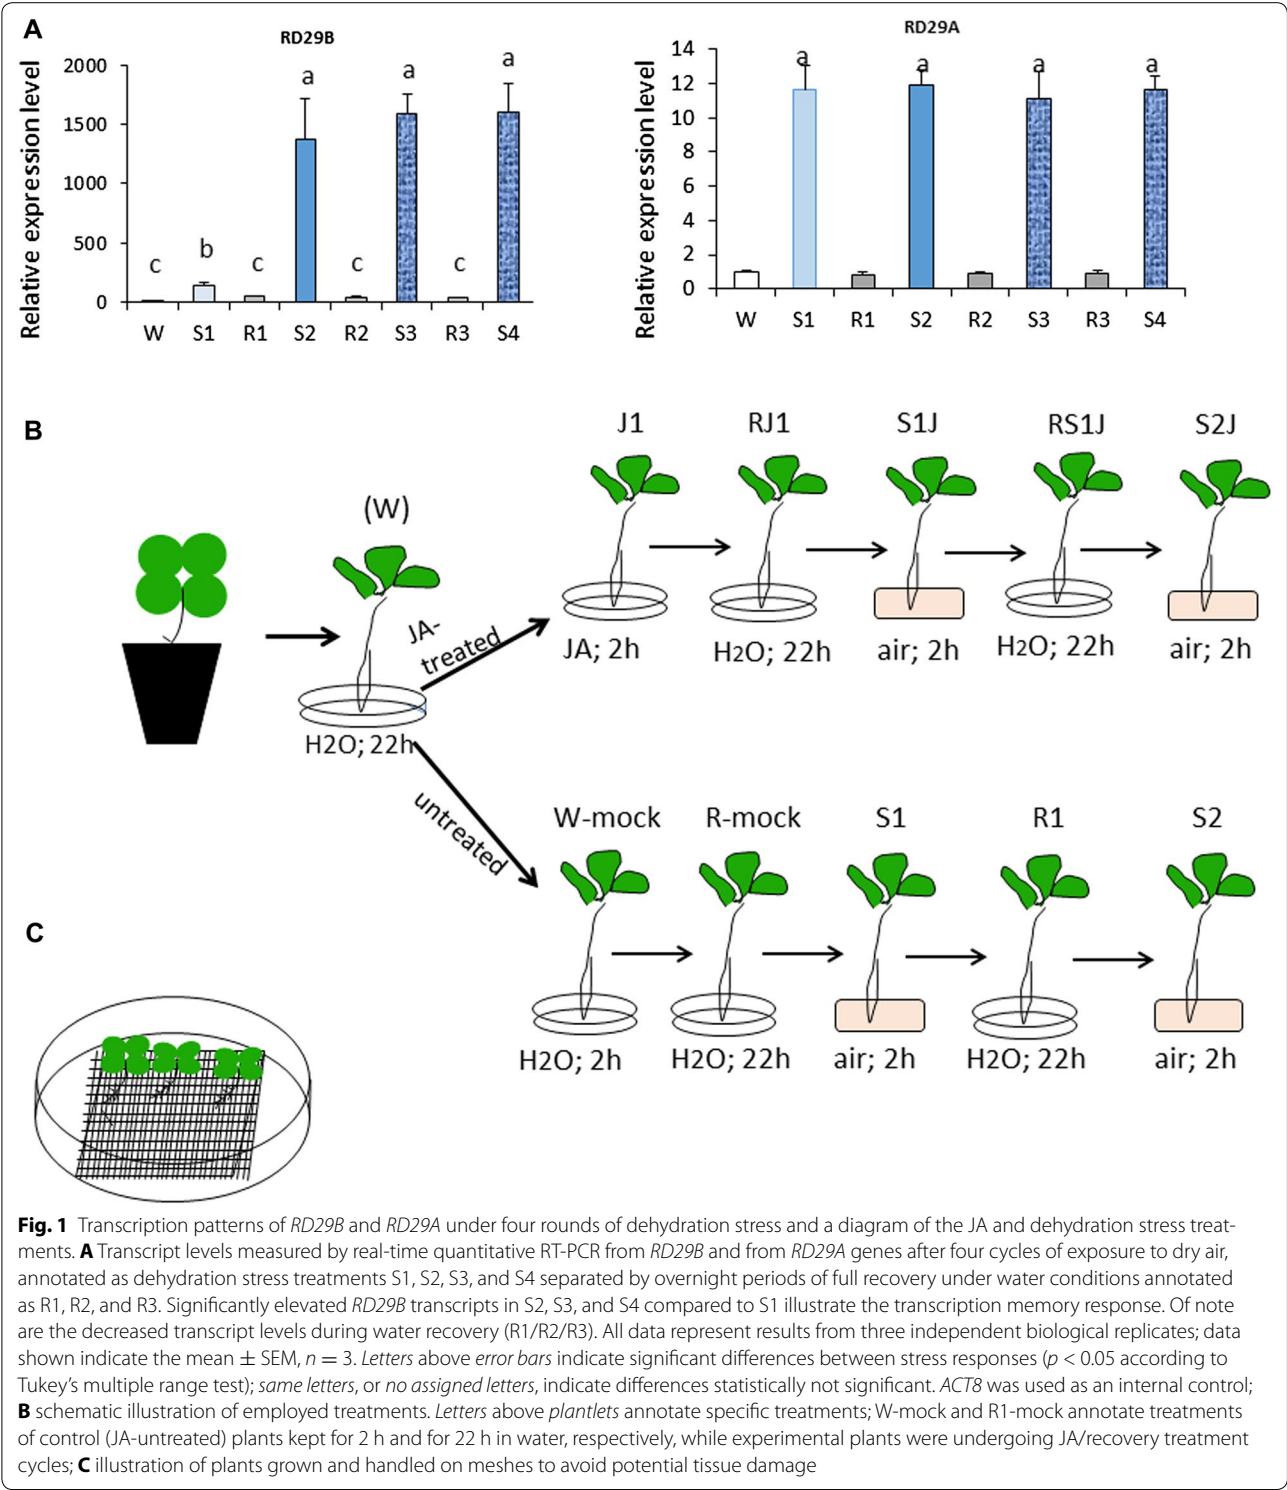 A
RD29B
Relative expression level
2000
1500
1000
500
0
c
b
c
a
c
a
c
a
W S1 R1 S2 R2 S3 R3 S4
RD29A
Relative expression level
14
12
10
8
6
4
2
0
a
a
a
a
W S1 R1 S2 R2 S3 R3 S4
B
(W)
H2O; 22h
JA-
treated
J1 RJ1 S1J RS1J S2J
JA; 2h H2O; 22h air; 2h H2O; 22h air; 2h
untreated
W-mock R-mock S1 R1 S2
H2O; 2h H2O; 22h air; 2h H2O; 22h air; 2h
C
Fig. 1 Transcription patterns of RD29B and RD29A under four rounds of dehydration stress and a diagram of the JA and dehydration stress treat-
ments. A Transcript levels measured by real-time quantitative RT-PCR from RD29B and from RD29A genes after four cycles of exposure to dry air,
annotated as dehydration stress treatments S1, S2, S3, and S4 separated by overnight periods of full recovery under water conditions annotated
as R1, R2, and R3. Significantly elevated RD29B transcripts in S2, S3, and S4 compared to S1 illustrate the transcription memory response. Of note
are the decreased transcript levels during water recovery (R1/R2/R3). All data represent results from three independent biological replicates; data
shown indicate the mean ± SEM, n = 3. Letters above error bars indicate significant differences between stress responses (p < 0.05 according to
Tukey's multiple range test); same letters, or no assigned letters, indicate differences statistically not significant. ACT8 was used as an internal control;
B schematic illustration of employed treatments. Letters above plantlets annotate specific treatments; W-mock and R1-mock annotate treatments
of control (JA-untreated) plants kept for 2 h and for 22 h in water, respectively, while experimental plants were undergoing JA/recovery treatment
cycles; C illustration of plants grown and handled on meshes to avoid potential tissue damage